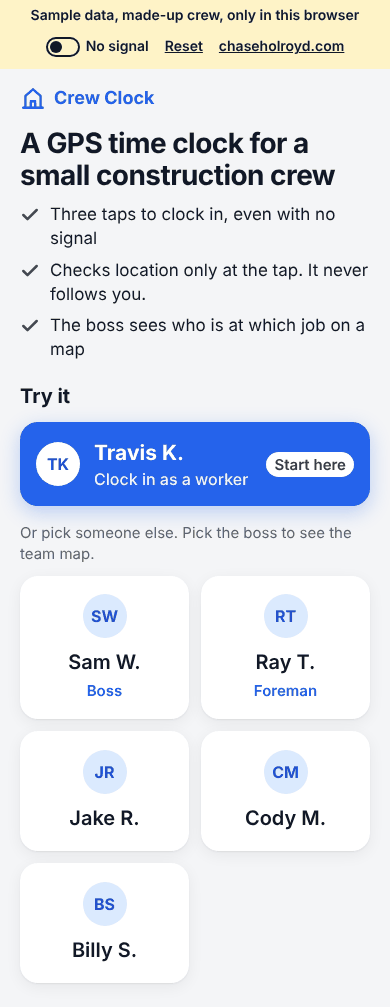 Sample data, made-up crew, only in this browser
No signal Reset chaseholroyd.com
Crew Clock
A GPS time clock for a
small construction crew
Three taps to clock in, even with no
signal
Checks location only at the tap. It never
follows you.
The boss sees who is at which job on a
map
Try it
TK
Travis K.
Clock in as a worker
Start here
Or pick someone else. Pick the boss to see the
team map.
SW
Sam W.
Boss
RT
Ray T.
Foreman
JR
Jake R.
CM
Cody M.
BS
Billy S.